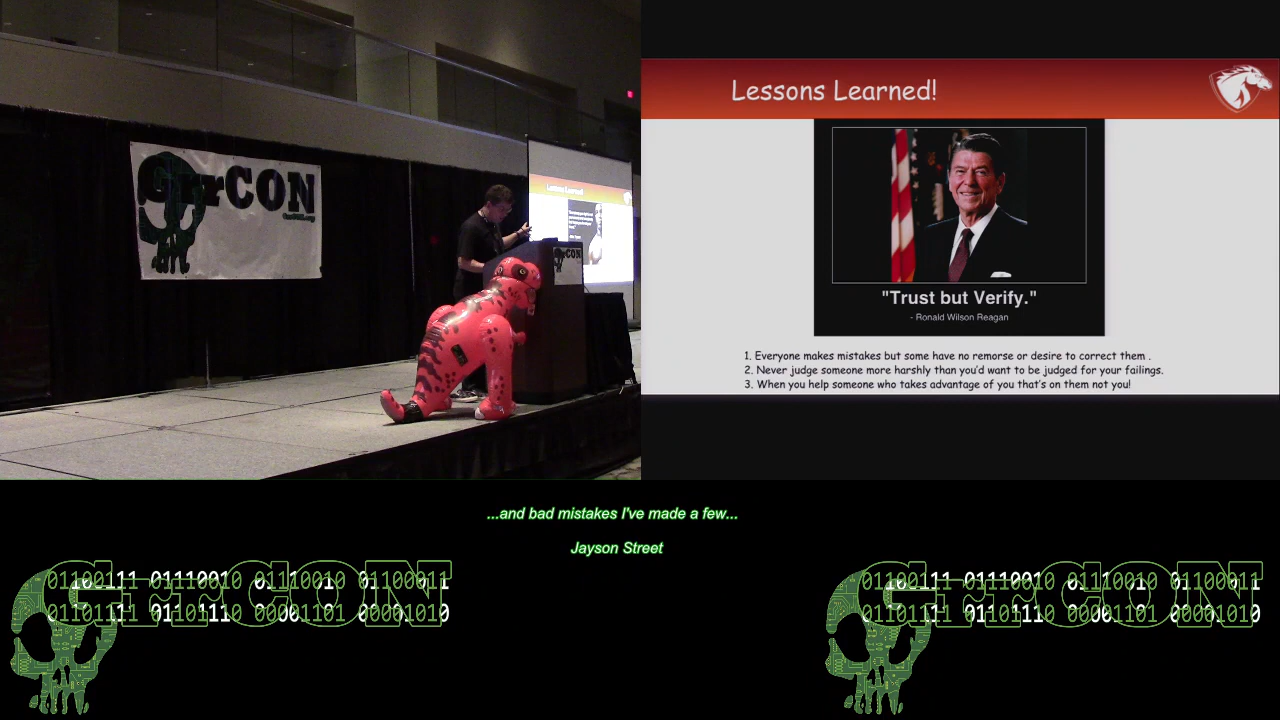 GrrCON
Lessons Learned!
GrrCON
Lessons Learned!
"Trust but Verify."
- Ronald Wilson Reagan
1. Everyone makes mistakes but some have no remorse or desire to correct them .
2. Never judge someone more harshly than you'd want to be judged for your failings.
3. When you help someone who takes advantage of you that's on them not you!
...and bad mistakes I've made a few...
Jayson Street
GrrCON
01100111 01110010 01110010 01100011
01101111 01101110 00001101 00001010
GrrCON
01100111 01110010 01110010 01100011
01101111 01101110 00001101 00001010